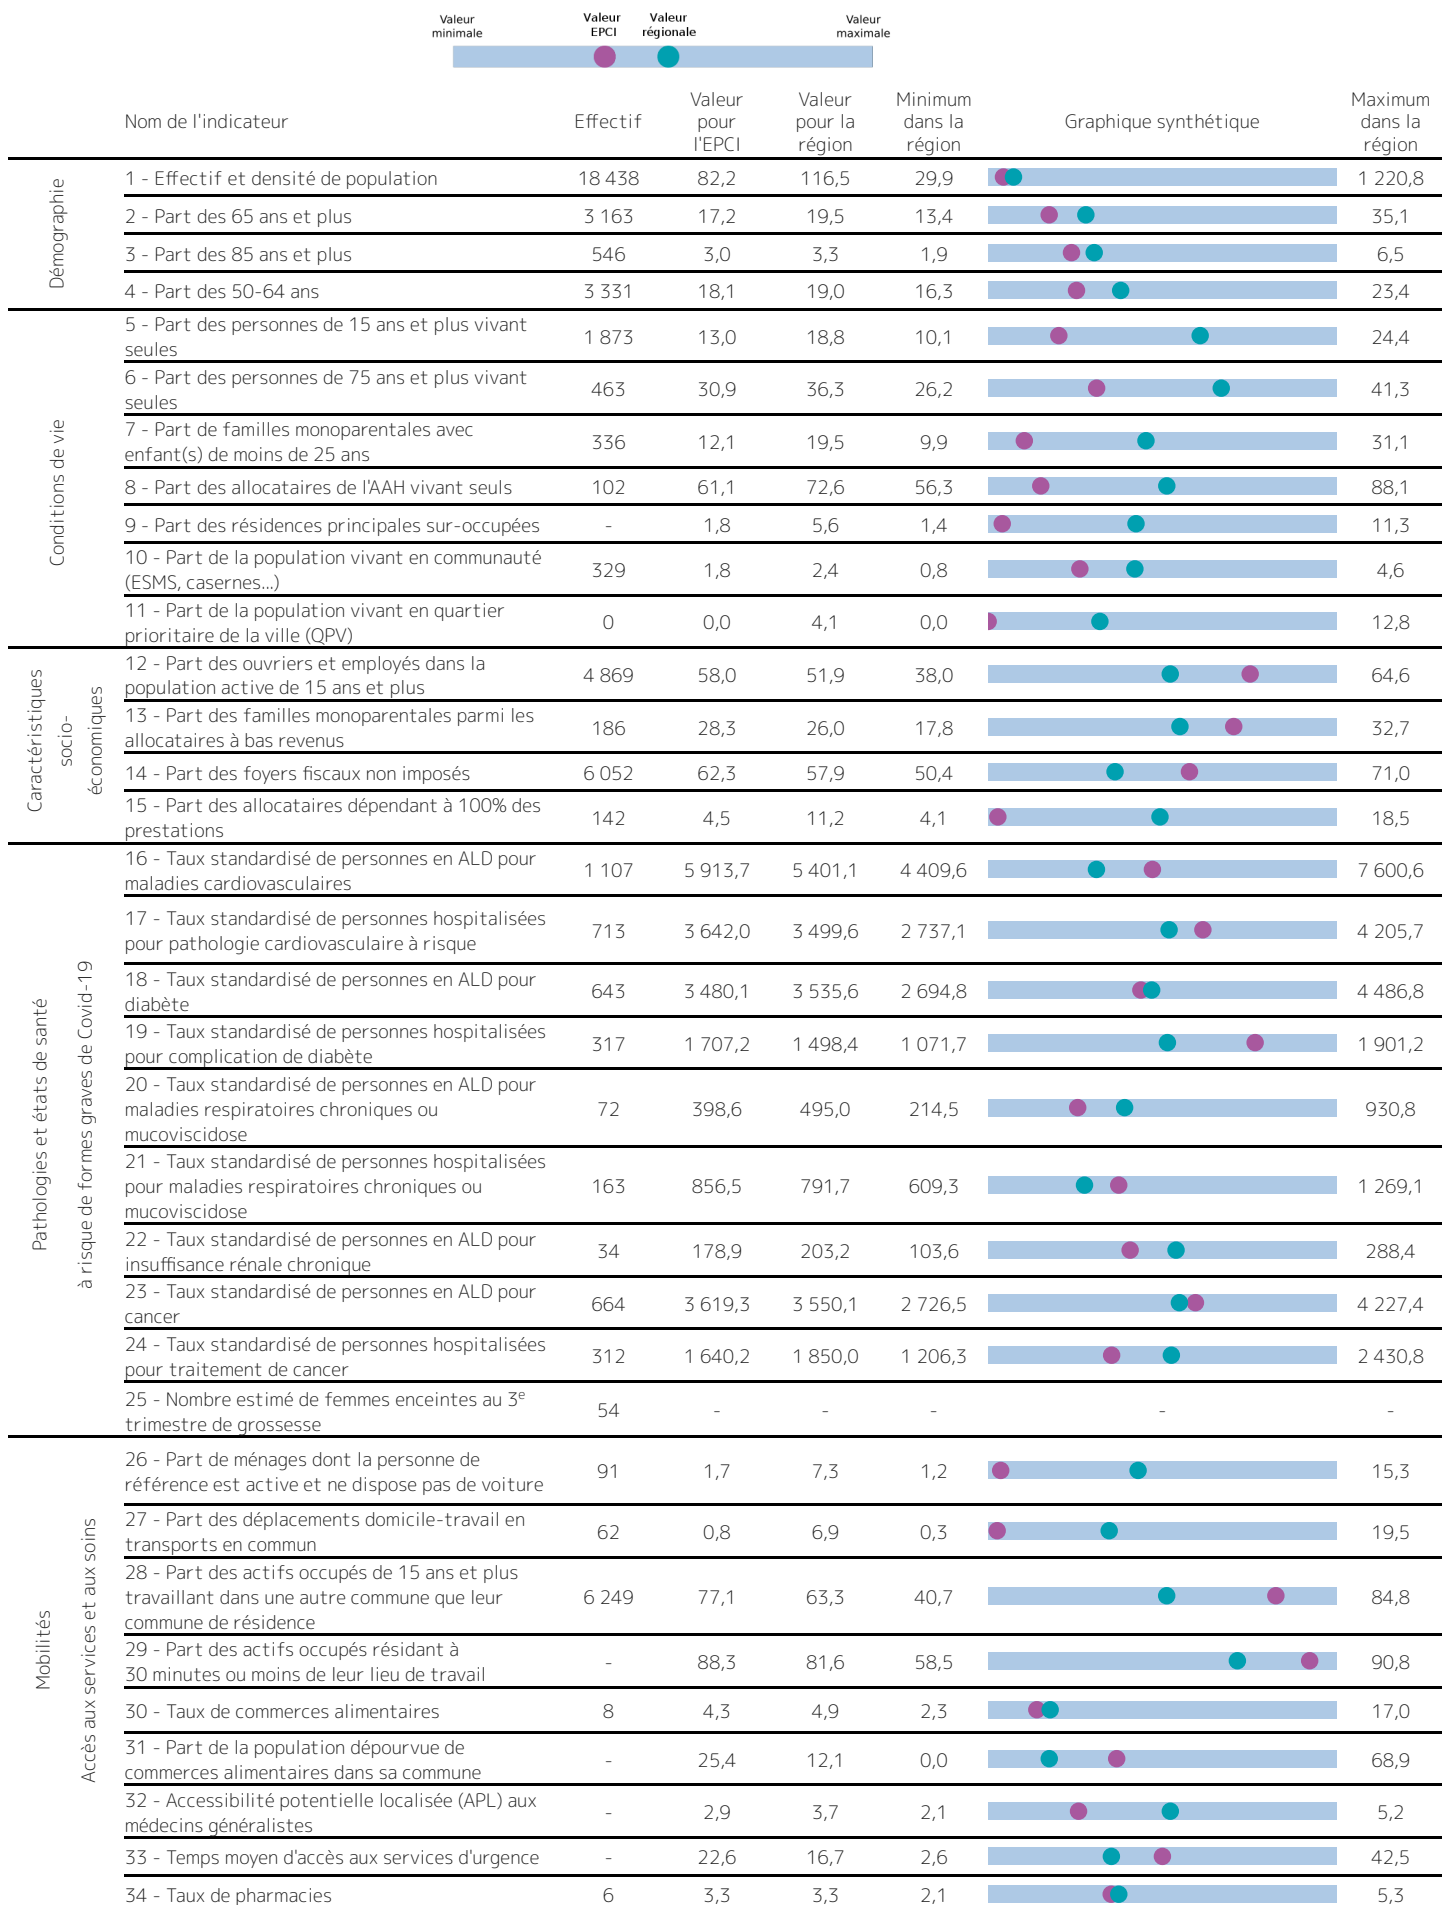 Valeur minimale
Valeur EPCI
Valeur régionale
Valeur maximale
Nom de l'indicateur Effectif Valeur pour l'EPCI Valeur pour la région Minimum dans la région Graphique synthétique Maximum dans la région
Démographie
1 - Effectif et densité de population 18 438 82,2 116,5 29,9 1 220,8
2 - Part des 65 ans et plus 3 163 17,2 19,5 13,4 35,1
3 - Part des 85 ans et plus 546 3,0 3,3 1,9 6,5
4 - Part des 50-64 ans 3 331 18,1 19,0 16,3 23,4
Conditions de vie
5 - Part des personnes de 15 ans et plus vivant
seules 1 873 13,0 18,8 10,1 24,4
6 - Part des personnes de 75 ans et plus vivant
seules 463 30,9 36,3 26,2 41,3
7 - Part de familles monoparentales avec
enfant(s) de moins de 25 ans 336 12,1 19,5 9,9 31,1
8 - Part des allocataires de l'AAH vivant seuls 102 61,1 72,6 56,3 88,1
9 - Part des résidences principales sur-occupées - 1,8 5,6 1,4 11,3
10 - Part de la population vivant en communauté
(ESMS, casernes...) 329 1,8 2,4 0,8 4,6
11 - Part de la population vivant en quartier
prioritaire de la ville (QPV) 0 0,0 4,1 0,0 12,8
Caractéristiques
socio-
économiques
12 - Part des ouvriers et employés dans la
population active de 15 ans et plus 4 869 58,0 51,9 38,0 64,6
13 - Part des familles monoparentales parmi les
allocataires à bas revenus 186 28,3 26,0 17,8 32,7
14 - Part des foyers fiscaux non imposés 6 052 62,3 57,9 50,4 71,0
15 - Part des allocataires dépendant à 100% des
prestations 142 4,5 11,2 4,1 18,5
Pathologies et états de santé
à risque de formes graves de Covid-19
16 - Taux standardisé de personnes en ALD pour
maladies cardiovasculaires 1 107 5 913,7 5 401,1 4 409,6 7 600,6
17 - Taux standardisé de personnes hospitalisées
pour pathologie cardiovasculaire à risque 713 3 642,0 3 499,6 2 737,1 4 205,7
18 - Taux standardisé de personnes en ALD pour
diabète 643 3 480,1 3 535,6 2 694,8 4 486,8
19 - Taux standardisé de personnes hospitalisées
pour complication de diabète 317 1 707,2 1 498,4 1 071,7 1 901,2
20 - Taux standardisé de personnes en ALD pour
maladies respiratoires chroniques ou
mucoviscidose 72 398,6 495,0 214,5 930,8
21 - Taux standardisé de personnes hospitalisées
pour maladies respiratoires chroniques ou
mucoviscidose 163 856,5 791,7 609,3 1 269,1
22 - Taux standardisé de personnes en ALD pour
insuffisance rénale chronique 34 178,9 203,2 103,6 288,4
23 - Taux standardisé de personnes en ALD pour
cancer 664 3 619,3 3 550,1 2 726,5 4 227,4
24 - Taux standardisé de personnes hospitalisées
pour traitement de cancer 312 1 640,2 1 850,0 1 206,3 2 430,8
25 - Nombre estimé de femmes enceintes au 3e
trimestre de grossesse 54 - - - - -
Mobilités
Accès aux services et aux soins
26 - Part de ménages dont la personne de
référence est active et ne dispose pas de voiture 91 1,7 7,3 1,2 15,3
27 - Part des déplacements domicile-travail en
transports en commun 62 0,8 6,9 0,3 19,5
28 - Part des actifs occupés de 15 ans et plus
travaillant dans une autre commune que leur
commune de résidence 6 249 77,1 63,3 40,7 84,8
29 - Part des actifs occupés résidant à
30 minutes ou moins de leur lieu de travail - 88,3 81,6 58,5 90,8
30 - Taux de commerces alimentaires 8 4,3 4,9 2,3 17,0
31 - Part de la population dépourvue de
commerces alimentaires dans sa commune - 25,4 12,1 0,0 68,9
32 - Accessibilité potentielle localisée (APL) aux
médecins généralistes - 2,9 3,7 2,1 5,2
33 - Temps moyen d'accès aux services d'urgence - 22,6 16,7 2,6 42,5
34 - Taux de pharmacies 6 3,3 3,3 2,1 5,3